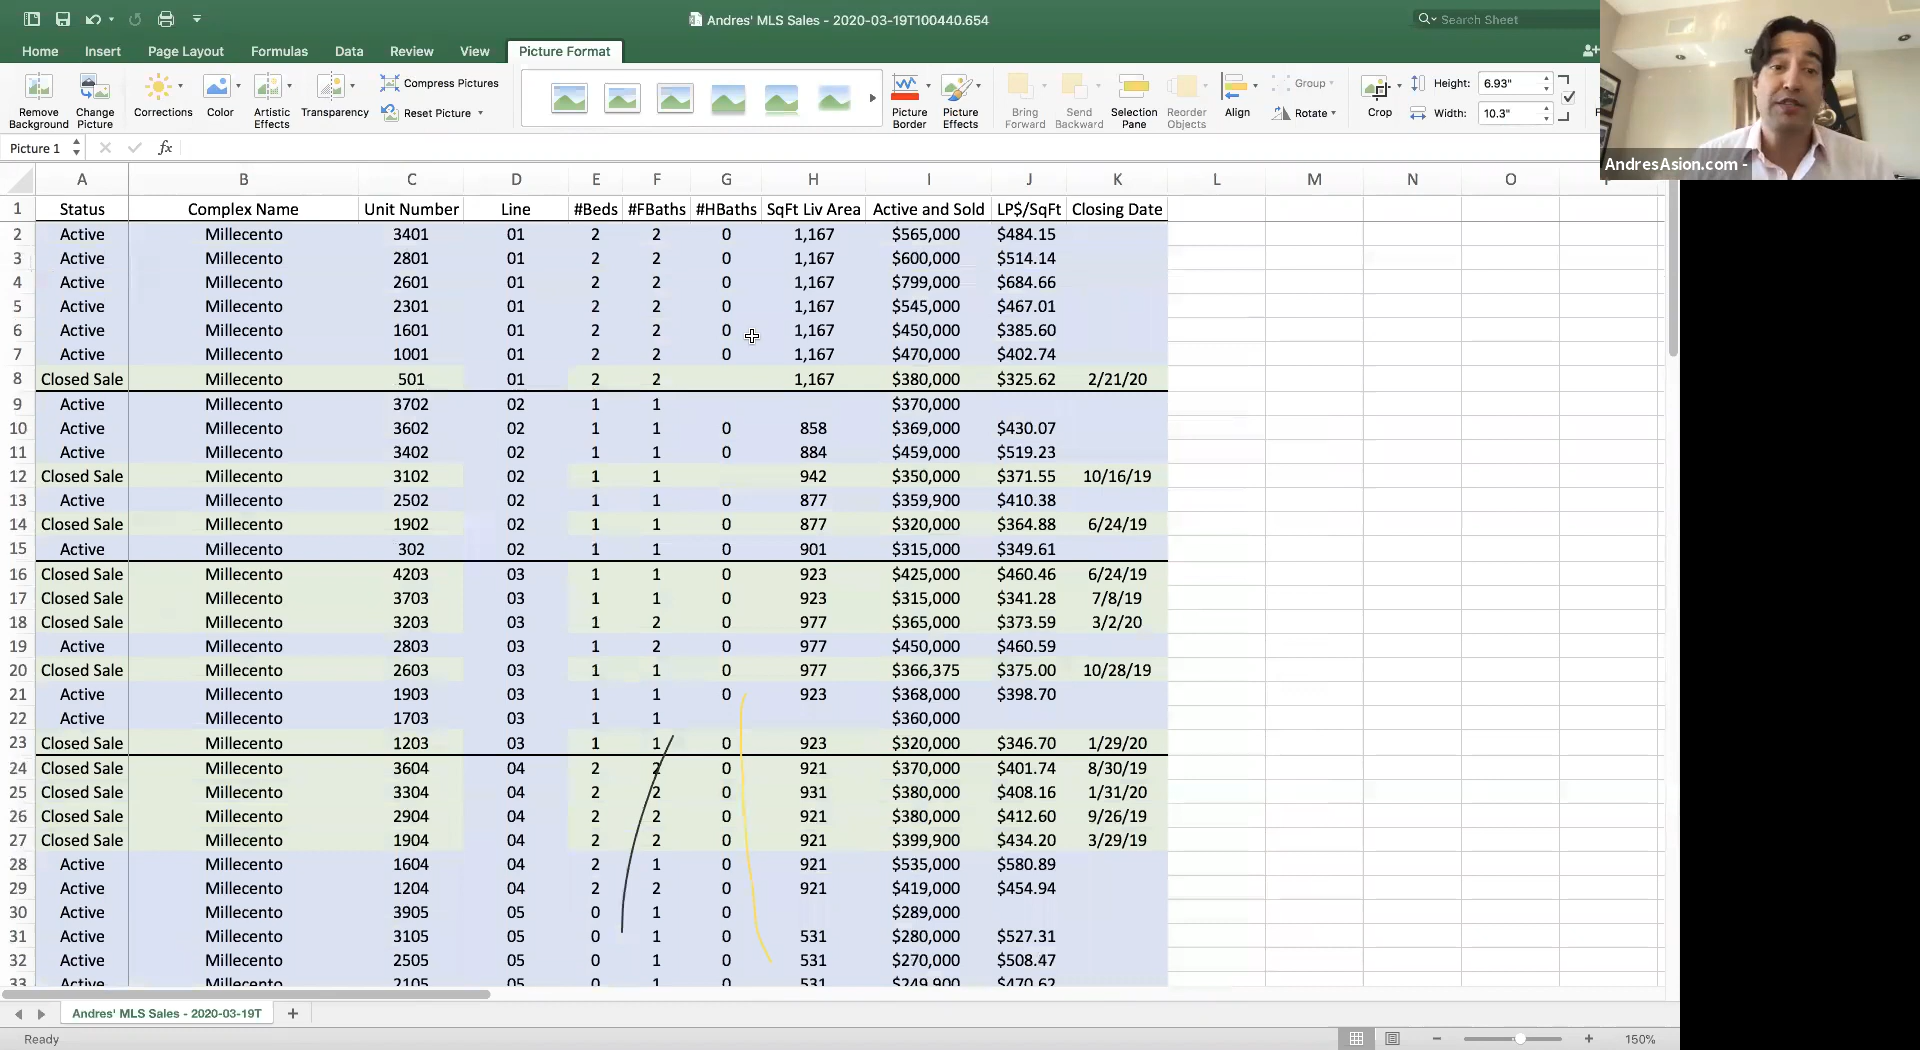 Andres' MLS Sales - 2020-03-19T100440.654
Search Sheet
Home Insert Page Layout Formulas Data Review View Picture Format
Remove Background
Change Picture
Corrections
Color
Artistic Effects
Transparency
Compress Pictures
Reset Picture
Picture Border
Picture Effects
Bring Forward
Send Backward
Selection Pane
Reorder Objects
Align
Group
Rotate
Crop
Height: 6.93"
Width: 10.3"
AndresAsion.com -
Picture 1 fx
A B C D E F G H I J K L M N O
1 Status Complex Name Unit Number Line #Beds #FBaths #HBaths SqFt Liv Area Active and Sold LP$/SqFt Closing Date
2 Active Millecento 3401 01 2 2 0 1,167 $565,000 $484.15
3 Active Millecento 2801 01 2 2 0 1,167 $600,000 $514.14
4 Active Millecento 2601 01 2 2 0 1,167 $799,000 $684.66
5 Active Millecento 2301 01 2 2 0 1,167 $545,000 $467.01
6 Active Millecento 1601 01 2 2 0 1,167 $450,000 $385.60
7 Active Millecento 1001 01 2 2 0 1,167 $470,000 $402.74
8 Closed Sale Millecento 501 01 2 2 1,167 $380,000 $325.62 2/21/20
9 Active Millecento 3702 02 1 1 $370,000
10 Active Millecento 3602 02 1 1 0 858 $369,000 $430.07
11 Active Millecento 3402 02 1 1 0 884 $459,000 $519.23
12 Closed Sale Millecento 3102 02 1 1 942 $350,000 $371.55 10/16/19
13 Active Millecento 2502 02 1 1 0 877 $359,900 $410.38
14 Closed Sale Millecento 1902 02 1 1 0 877 $320,000 $364.88 6/24/19
15 Active Millecento 302 02 1 1 0 901 $315,000 $349.61
16 Closed Sale Millecento 4203 03 1 1 0 923 $425,000 $460.46 6/24/19
17 Closed Sale Millecento 3703 03 1 1 0 923 $315,000 $341.28 7/8/19
18 Closed Sale Millecento 3203 03 1 2 0 977 $365,000 $373.59 3/2/20
19 Active Millecento 2803 03 1 2 0 977 $450,000 $460.59
20 Closed Sale Millecento 2603 03 1 1 0 977 $366,375 $375.00 10/28/19
21 Active Millecento 1903 03 1 1 0 923 $368,000 $398.70
22 Active Millecento 1703 03 1 1 $360,000
23 Closed Sale Millecento 1203 03 1 1 0 923 $320,000 $346.70 1/29/20
24 Closed Sale Millecento 3604 04 2 2 0 921 $370,000 $401.74 8/30/19
25 Closed Sale Millecento 3304 04 2 2 0 931 $380,000 $408.16 1/31/20
26 Closed Sale Millecento 2904 04 2 2 0 921 $380,000 $412.60 9/26/19
27 Closed Sale Millecento 1904 04 2 2 0 921 $399,900 $434.20 3/29/19
28 Active Millecento 1604 04 2 1 0 921 $535,000 $580.89
29 Active Millecento 1204 04 2 2 0 921 $419,000 $454.94
30 Active Millecento 3905 05 0 1 0 $289,000
31 Active Millecento 3105 05 0 1 0 531 $280,000 $527.31
32 Active Millecento 2505 05 0 1 0 531 $270,000 $508.47
33 Active Millecento 2105 05 0 1 0 531 $249,900 $470.62
Andres' MLS Sales - 2020-03-19T
Ready 150%